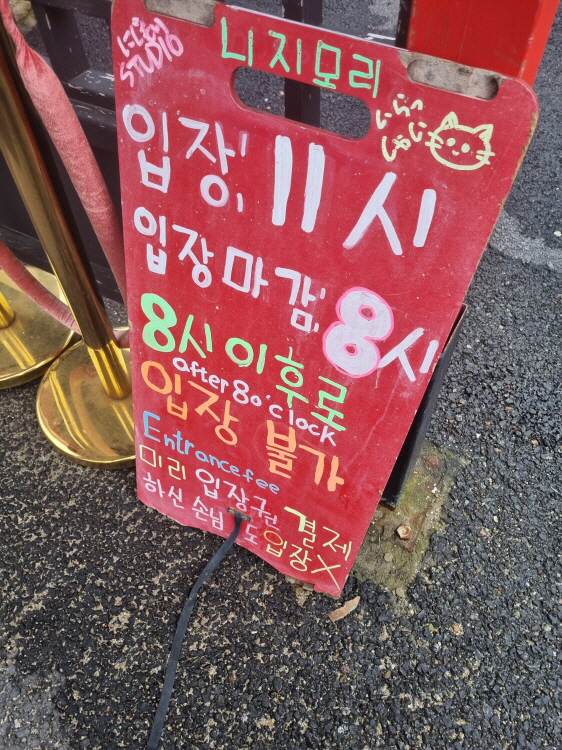 니지모리
STUDIO
いらっ
しゃい
입장 11시
입장마감 8시
8시 이후로
after 8o'clock
입장 불가
Entrance fee
미리 입장권 결제
하신 손님도 입장X